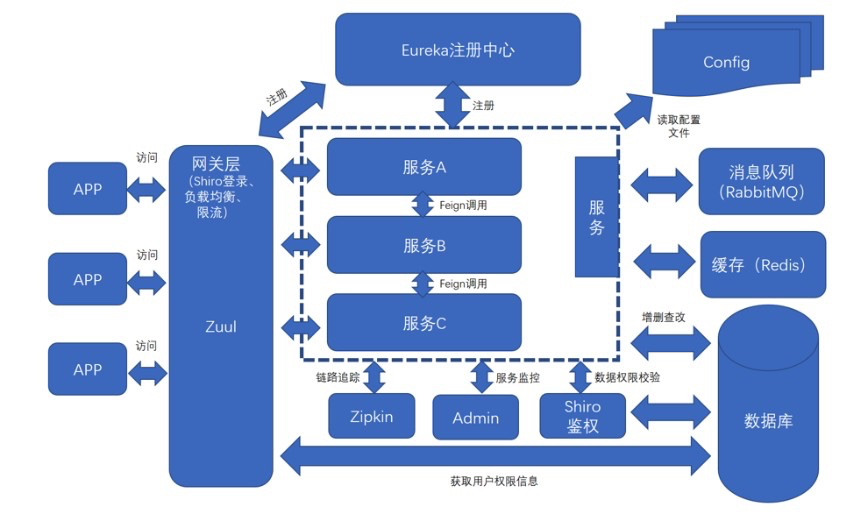 Eureka注册中心
Config
注册
注册
读取配置
文件
访问
APP
访问
APP
访问
APP
网关层
（Shiro登录、
负载均衡、
限流）
Zuul
服务A
Feign调用
服务B
Feign调用
服务C
服
务
消息队列
（RabbitMQ）
缓存（Redis）
增删查改
数据库
链路追踪
Zipkin
服务监控
Admin
数据权限校验
Shiro
鉴权
获取用户权限信息